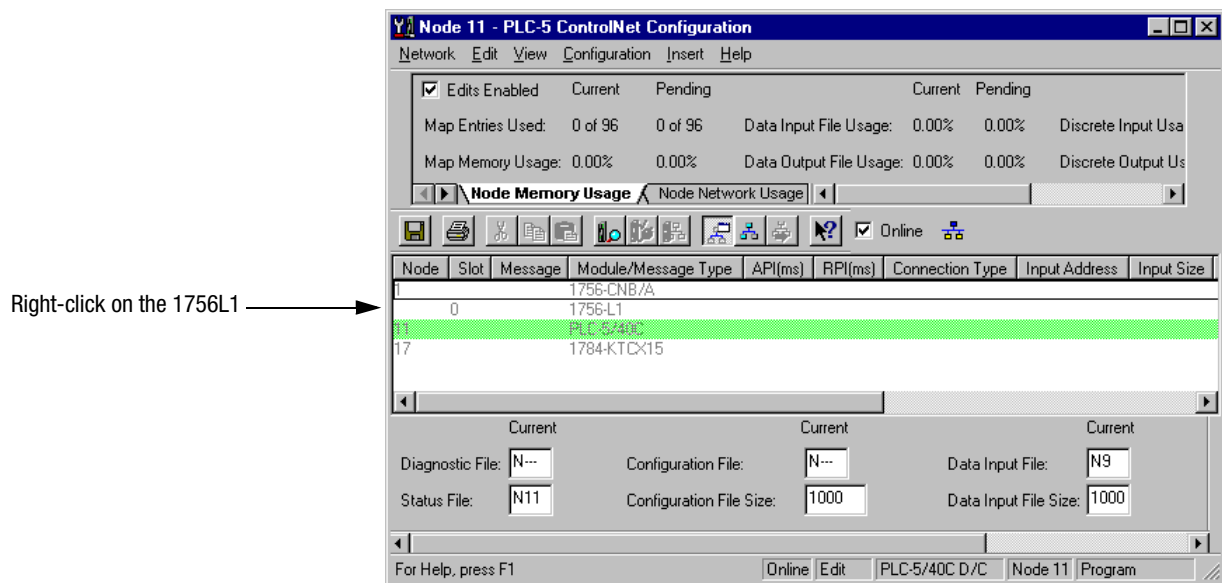 Node 11 - PLC-5 ControlNet Configuration
Network Edit View Configuration Insert Help
Edits Enabled Current Pending Current Pending
Map Entries Used: 0 of 96 0 of 96 Data Input File Usage: 0.00% 0.00% Discrete Input Usa
Map Memory Usage: 0.00% 0.00% Data Output File Usage: 0.00% 0.00% Discrete Output Us
Node Memory Usage Node Network Usage
Online
Node Slot Message Module/Message Type API(ms) RPI(ms) Connection Type Input Address Input Size
1 1756-CNB/A
Right-click on the 1756L1
0 1756-L1
11 PLC-5/40C
17 1784-KTCX15
Current Current Current
Diagnostic File: N--- Configuration File: N--- Data Input File: N9
Status File: N11 Configuration File Size: 1000 Data Input File Size: 1000
For Help, press F1 Online Edit PLC-5/40C D/C Node 11 Program